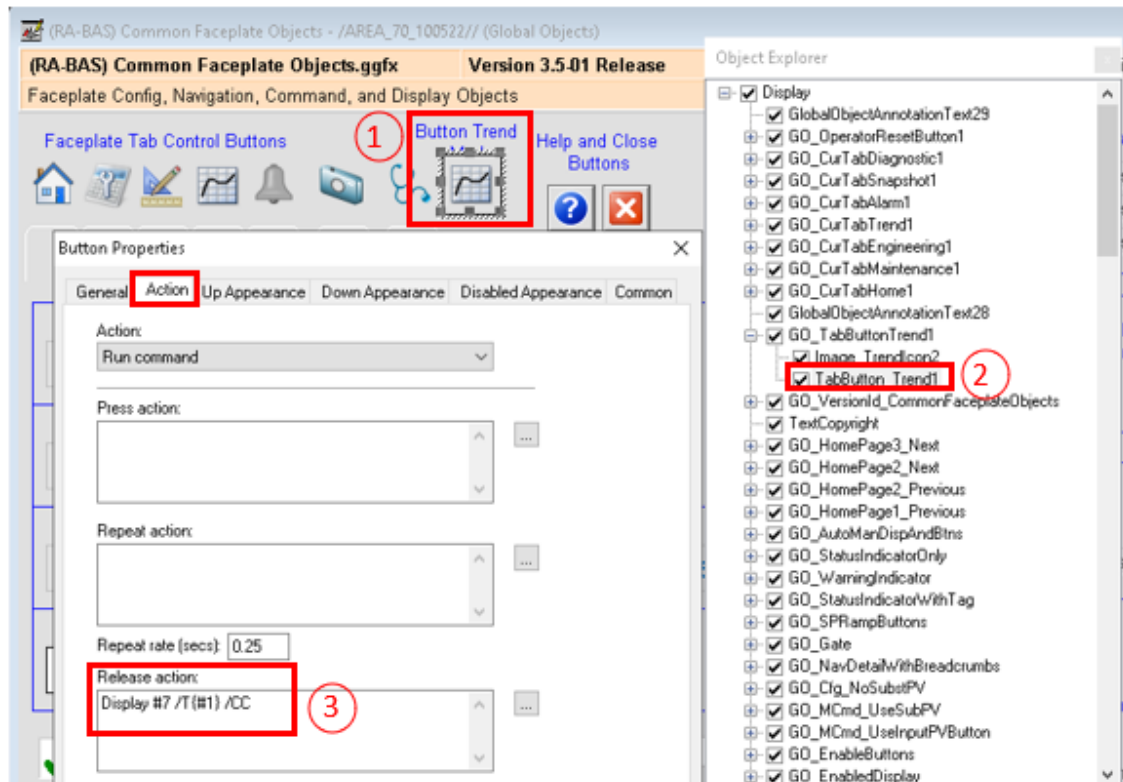 (RA-BAS) Common Faceplate Objects - /AREA_70_100522// (Global Objects)
(RA-BAS) Common Faceplate Objects.ggfx Version 3.5-01 Release
Faceplate Config, Navigation, Command, and Display Objects
Faceplate Tab Control Buttons
1
Button Trend
Help and Close
Buttons
?
Button Properties
General Action Up Appearance Down Appearance Disabled Appearance Common
Action:
Run command
Press action:
...
Repeat action:
...
Repeat rate (secs): 0.25
Release action:
Display #7 /T{#1} /CC
...
3
Object Explorer
Display
GlobalObjectAnnotationText29
GO_OperatorResetButton1
GO_CurTabDiagnostic1
GO_CurTabSnapshot1
GO_CurTabAlarm1
GO_CurTabTrend1
GO_CurTabEngineering1
GO_CurTabMaintenance1
GO_CurTabHome1
GlobalObjectAnnotationText28
GO_TabButtonTrend1
Image_TrendIcon2
TabButton_Trend1
2
GO_VersionId_CommonFaceplateObjects
TextCopyright
GO_HomePage3_Next
GO_HomePage2_Next
GO_HomePage2_Previous
GO_HomePage1_Previous
GO_AutoManDispAndBtns
GO_StatusIndicatorOnly
GO_WarningIndicator
GO_StatusIndicatorWithTag
GO_SPRampButtons
GO_Gate
GO_NavDetailWithBreadcrumbs
GO_Cfg_NoSubstPV
GO_MCmd_UseSubPV
GO_MCmd_UseInputPVButton
GO_EnableButtons
GO_EnabledDisplay